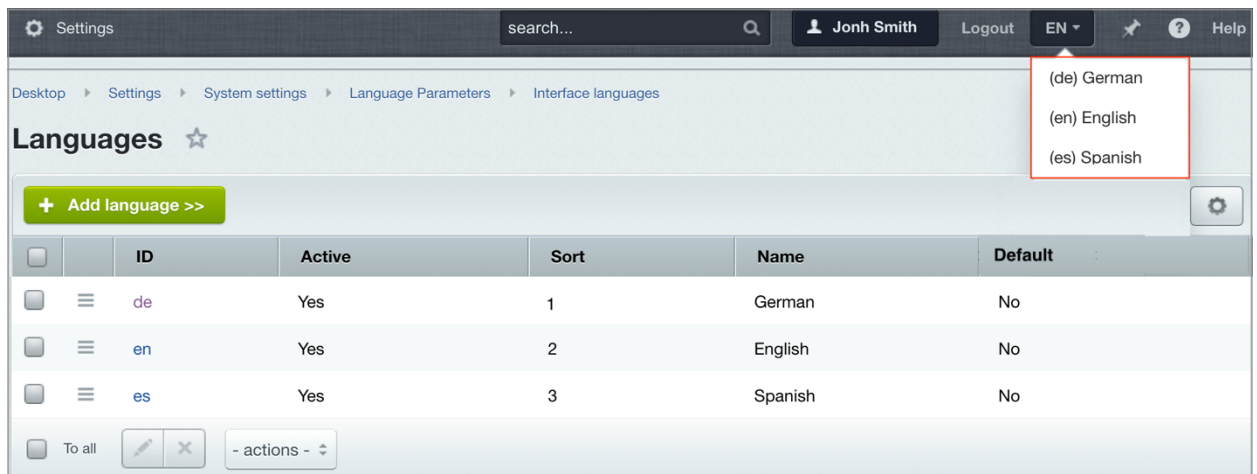 Settings search... Jonh Smith Logout EN Help
(de) German
(en) English
(es) Spanish
Desktop Settings System settings Language Parameters Interface languages
Languages
+ Add language >>
ID Active Sort Name Default
de Yes 1 German No
en Yes 2 English No
es Yes 3 Spanish No
To all - actions -